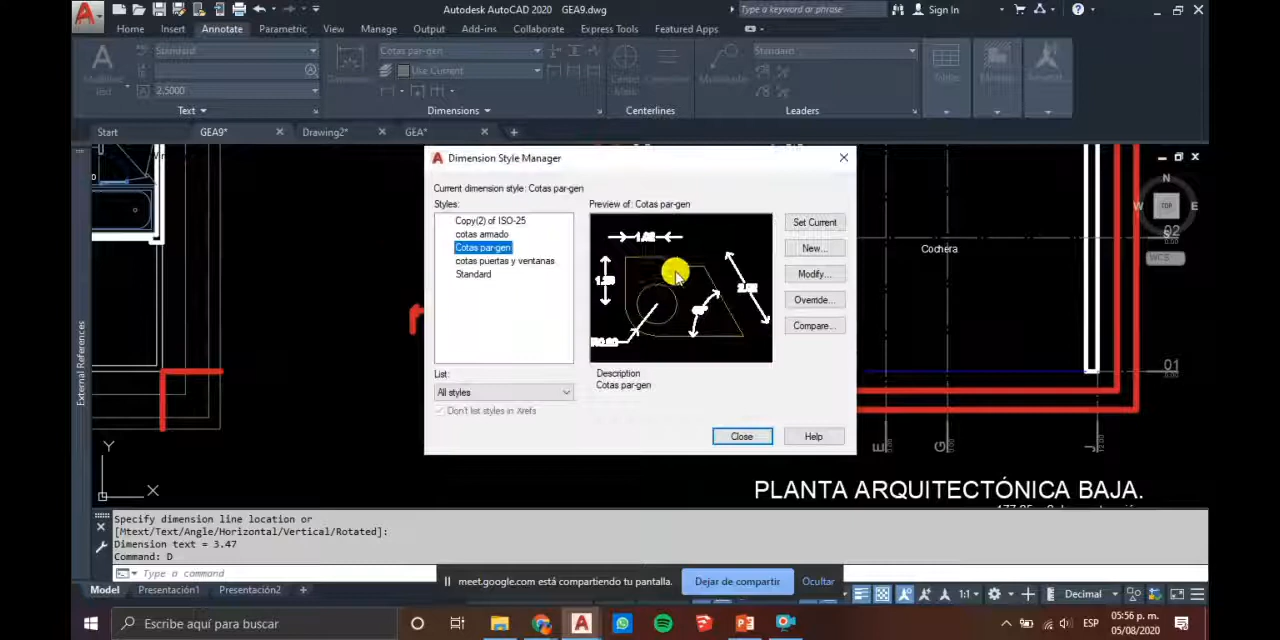 Autodesk AutoCAD 2020 GEA9.dwg
Type a keyword or phrase
Sign In
Home Insert Annotate Parametric View Manage Output Add-ins Collaborate Express Tools Featured Apps
Standard
Cotas par-gen
Standard
Use Current
2.5000
Text
Dimensions
Centerlines
Leaders
Start
GEA9*
Drawing2*
GEA*
Dimension Style Manager
Current dimension style: Cotas par-gen
Styles:
Preview of: Cotas par-gen
Copy(2) of ISO-25
cotas armado
Cotas par-gen
cotas puertas y ventanas
Standard
Set Current
New...
Modify...
Override...
Compare...
List:
All styles
Don't list styles in Xrefs
Description
Cotas par-gen
Close
Help
External References
N
W
TOP
E
S
WCS
02
Cochera
01
E
G
J
PLANTA ARQUITECTÓNICA BAJA.
Y
X
Specify dimension line location or
[Mtext/Text/Angle/Horizontal/Vertical/Rotated]:
Dimension text = 3.47
Command: D
Type a command
meet.google.com está compartiendo tu pantalla.
Dejar de compartir
Ocultar
Model
Presentación1
Presentación2
1:1
Decimal
Escribe aquí para buscar
ESP
05:56 p. m.
05/08/2020